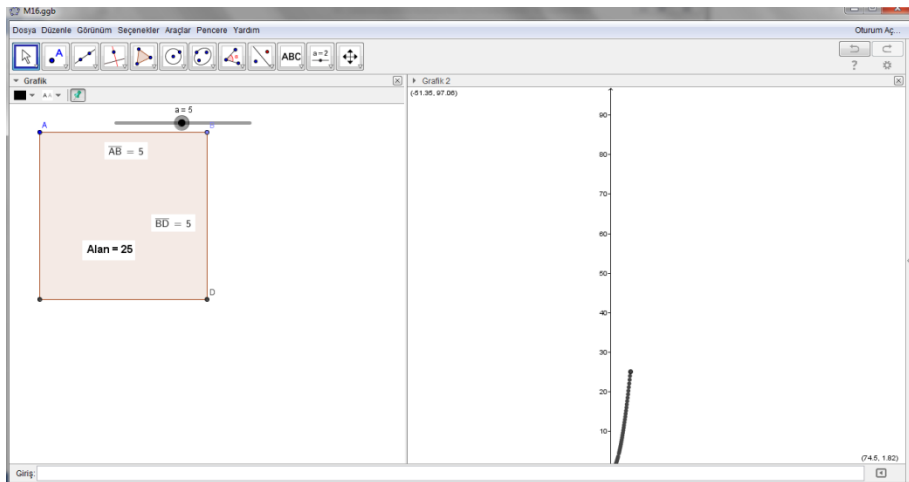 M16.ggb
Dosya Düzenle Görünüm Seçenekler Araçlar Pencere Yardım
Oturum Aç...
A
ABC
a=2
?
Grafik
Grafik 2
(-51.35, 97.06)
a = 5
A
B
AB = 5
BD = 5
Alan = 25
D
90
80
70
60
50
40
30
20
10
(74.5, 1.82)
Giriş: